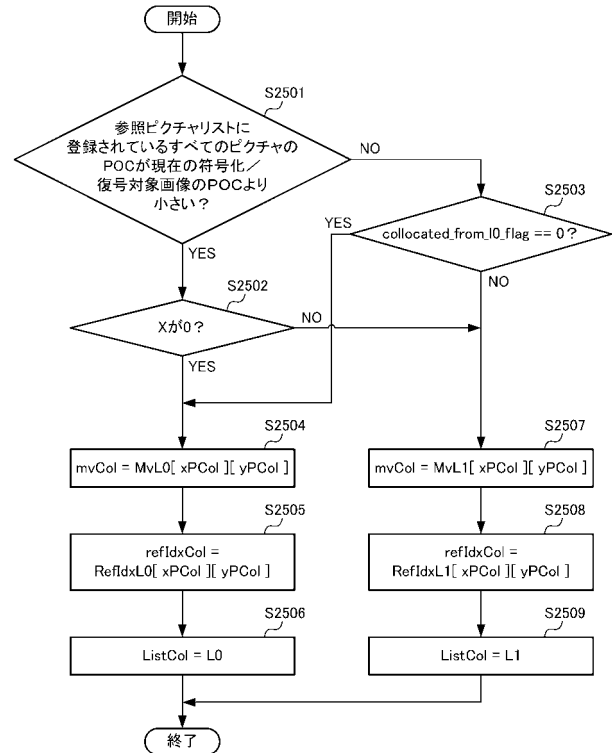 開始
S2501
参照ピクチャリストに
登録されているすべてのピクチャの
POCが現在の符号化／
復号対象画像のPOCより
小さい？
NO
YES
S2503
collocated_from_l0_flag == 0？
YES
NO
S2502
Xが0？
NO
YES
S2504
mvCol = MvL0[ xPCol ][ yPCol ]
S2507
mvCol = MvL1[ xPCol ][ yPCol ]
S2505
refIdxCol =
RefIdxL0[ xPCol ][ yPCol ]
S2508
refIdxCol =
RefIdxL1[ xPCol ][ yPCol ]
S2506
ListCol = L0
S2509
ListCol = L1
終了